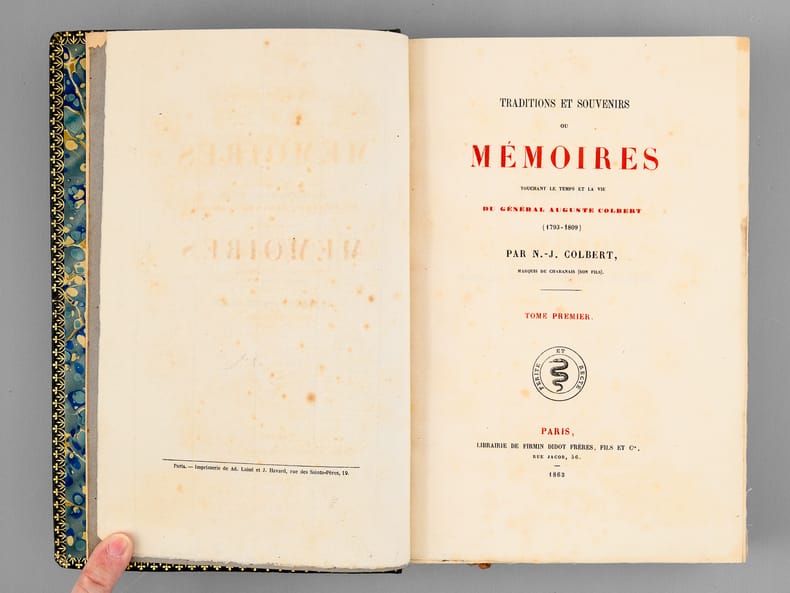 Paris. — Imprimerie de Ad. Lainé et J. Havard, rue des Saints-Pères, 19.
TRADITIONS ET SOUVENIRS
OU
MÉMOIRES
TOUCHANT LE TEMPS ET LA VIE
DU GÉNÉRAL AUGUSTE COLBERT
(1793-1809)
PAR N.-J. COLBERT,
MARQUIS DE CHABANAIS [SON FILS].
TOME PREMIER.
PERITE ET RECTE
PARIS,
LIBRAIRIE DE FIRMIN DIDOT FRÈRES, FILS ET Cie,
RUE JACOB, 56.
1863